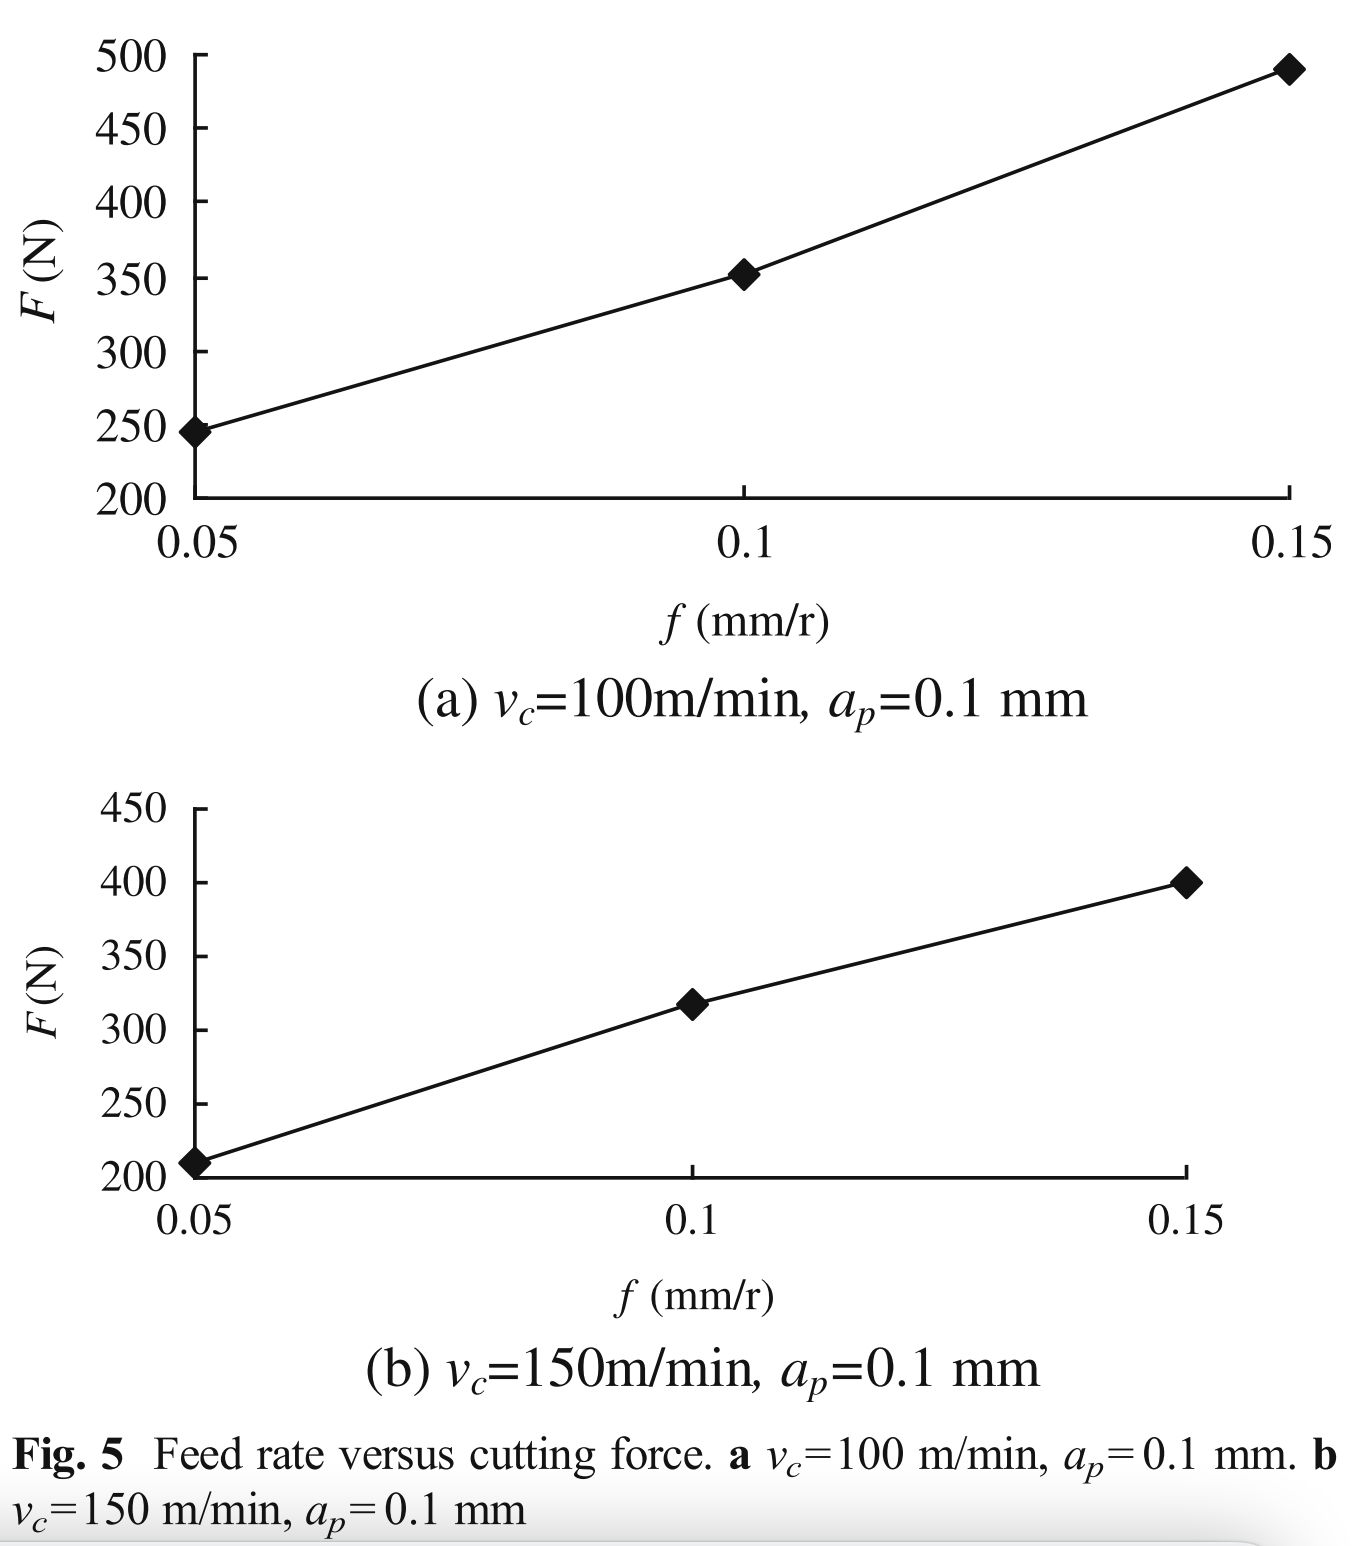 500
450
400
350
300
250
200
F (N)
0.05 0.1 0.15
f (mm/r)
(a) vc=100m/min, ap=0.1 mm
450
400
350
300
250
200
F (N)
0.05 0.1 0.15
f (mm/r)
(b) vc=150m/min, ap=0.1 mm
Fig. 5 Feed rate versus cutting force. a vc=100 m/min, ap=0.1 mm. b
vc=150 m/min, ap=0.1 mm